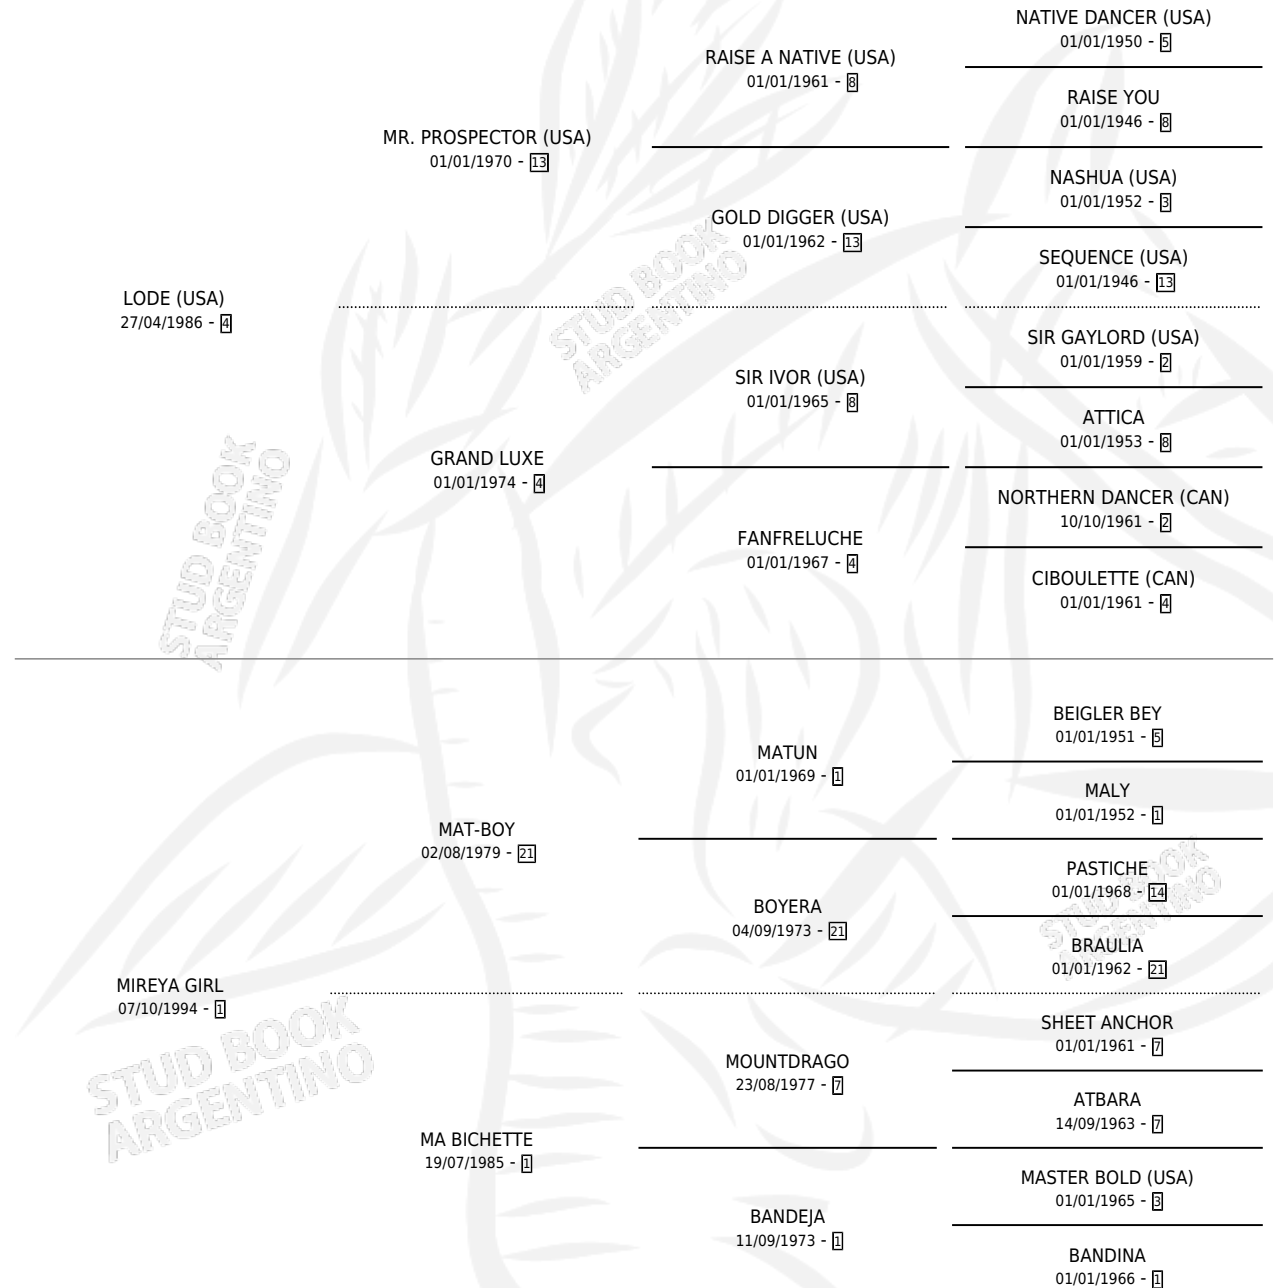 NATIVE DANCER (USA)
01/01/1950 - 5
RAISE A NATIVE (USA)
01/01/1961 - 8
RAISE YOU
01/01/1946 - 8
MR. PROSPECTOR (USA)
01/01/1970 - 13
NASHUA (USA)
01/01/1952 - 3
GOLD DIGGER (USA)
01/01/1962 - 13
SEQUENCE (USA)
01/01/1946 - 13
LODE (USA)
27/04/1986 - 4
STUD BOOK
ARGENTINO
SIR GAYLORD (USA)
01/01/1959 - 2
SIR IVOR (USA)
01/01/1965 - 8
ATTICA
01/01/1953 - 8
GRAND LUXE
01/01/1974 - 4
NORTHERN DANCER (CAN)
10/10/1961 - 2
FANFRELUCHE
01/01/1967 - 4
CIBOULETTE (CAN)
01/01/1961 - 4
STUD BOOK
ARGENTINO
BEIGLER BEY
01/01/1951 - 5
MATUN
01/01/1969 - 1
MALY
01/01/1952 - 1
MAT-BOY
02/08/1979 - 21
PASTICHE
01/01/1968 - 14
BOYERA
04/09/1973 - 21
BRAULIA
01/01/1962 - 21
STUD BOOK
ARGENTINO
MIREYA GIRL
07/10/1994 - 1
SHEET ANCHOR
01/01/1961 - 7
MOUNTDRAGO
23/08/1977 - 7
ATBARA
14/09/1963 - 7
STUD BOOK
ARGENTINO
MA BICHETTE
19/07/1985 - 1
MASTER BOLD (USA)
01/01/1965 - 3
BANDEJA
11/09/1973 - 1
BANDINA
01/01/1966 - 1